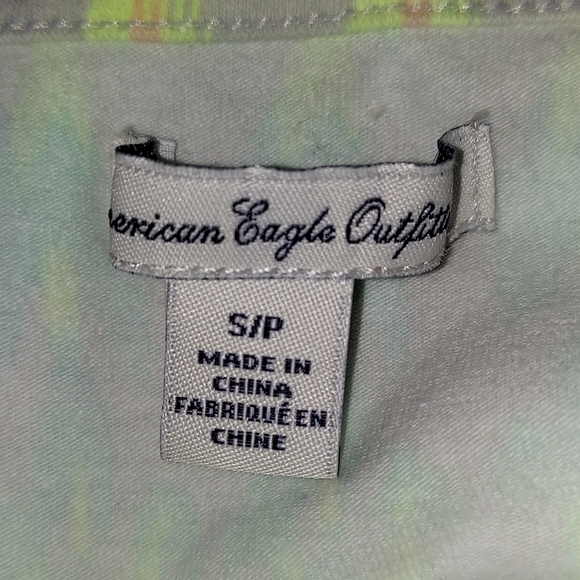 erican Eagle Outfitt
S/P
MADE IN
CHINA
FABRIQUÉ EN
CHINE